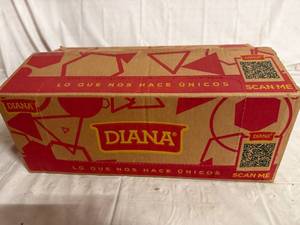 LO QUE NOS HACE ÚNICOS
SCAN ME
DIANA
DIANA®
DIANA
LO QUE NOS HACE ÚNICOS
SCAN ME